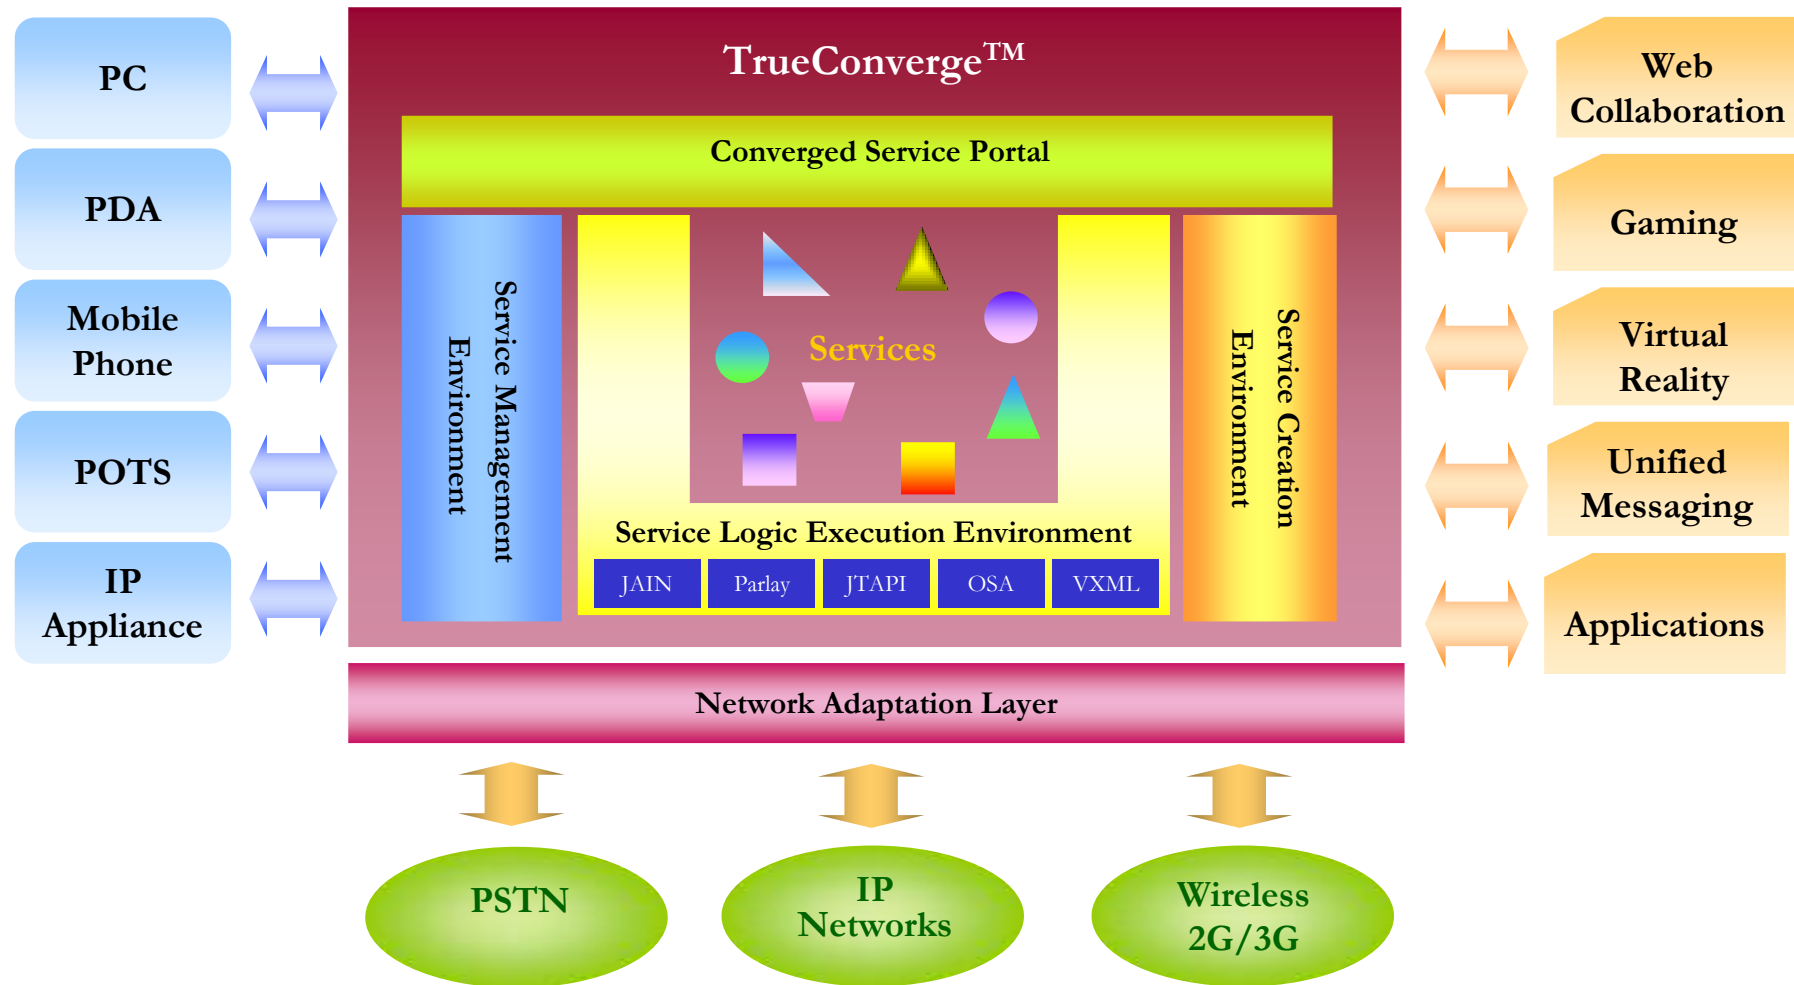 TrueConverge™
PC
PDA
Mobile
Phone
POTS
IP
Appliance
Converged Service Portal
Service Management
Environment
Services
Service Logic Execution Environment
JAIN
Parlay
JTAPI
OSA
VXML
Service Creation
Environment
Web
Collaboration
Gaming
Virtual
Reality
Unified
Messaging
Applications
Network Adaptation Layer
PSTN
IP
Networks
Wireless
2G/3G